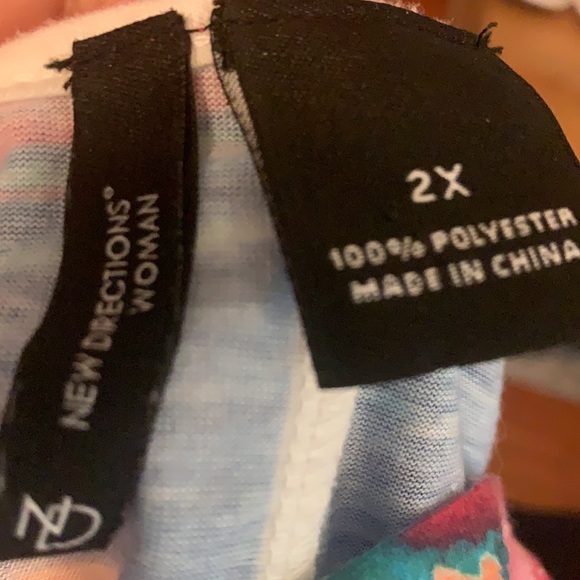 NEW DIRECTIONS®
WOMAN
ND
2X
100% POLYESTER
MADE IN CHINA